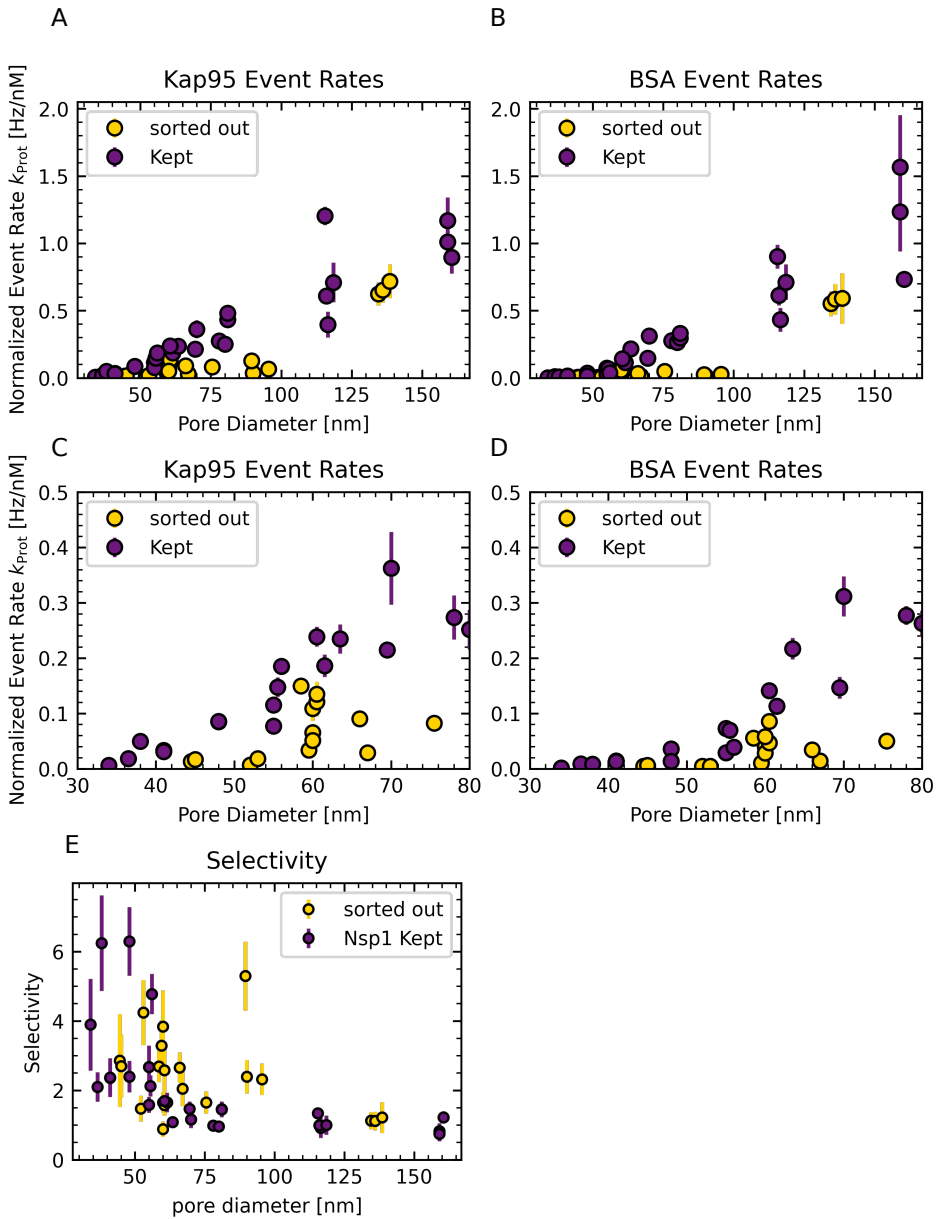 A
B
Kap95 Event Rates
BSA Event Rates
Normalized Event Rate kProt [Hz/nM]
2.0
1.5
1.0
0.5
0.0
sorted out
Kept
50
75
100
125
150
Pore Diameter [nm]
2.0
1.5
1.0
0.5
0.0
sorted out
Kept
50
75
100
125
150
Pore Diameter [nm]
C
D
Kap95 Event Rates
BSA Event Rates
Normalized Event Rate kProt [Hz/nM]
0.5
0.4
0.3
0.2
0.1
0.0
sorted out
Kept
30
40
50
60
70
80
Pore Diameter [nm]
0.5
0.4
0.3
0.2
0.1
0.0
sorted out
Kept
30
40
50
60
70
80
Pore Diameter [nm]
E
Selectivity
Selectivity
6
4
2
0
sorted out
Nsp1 Kept
50
75
100
125
150
pore diameter [nm]